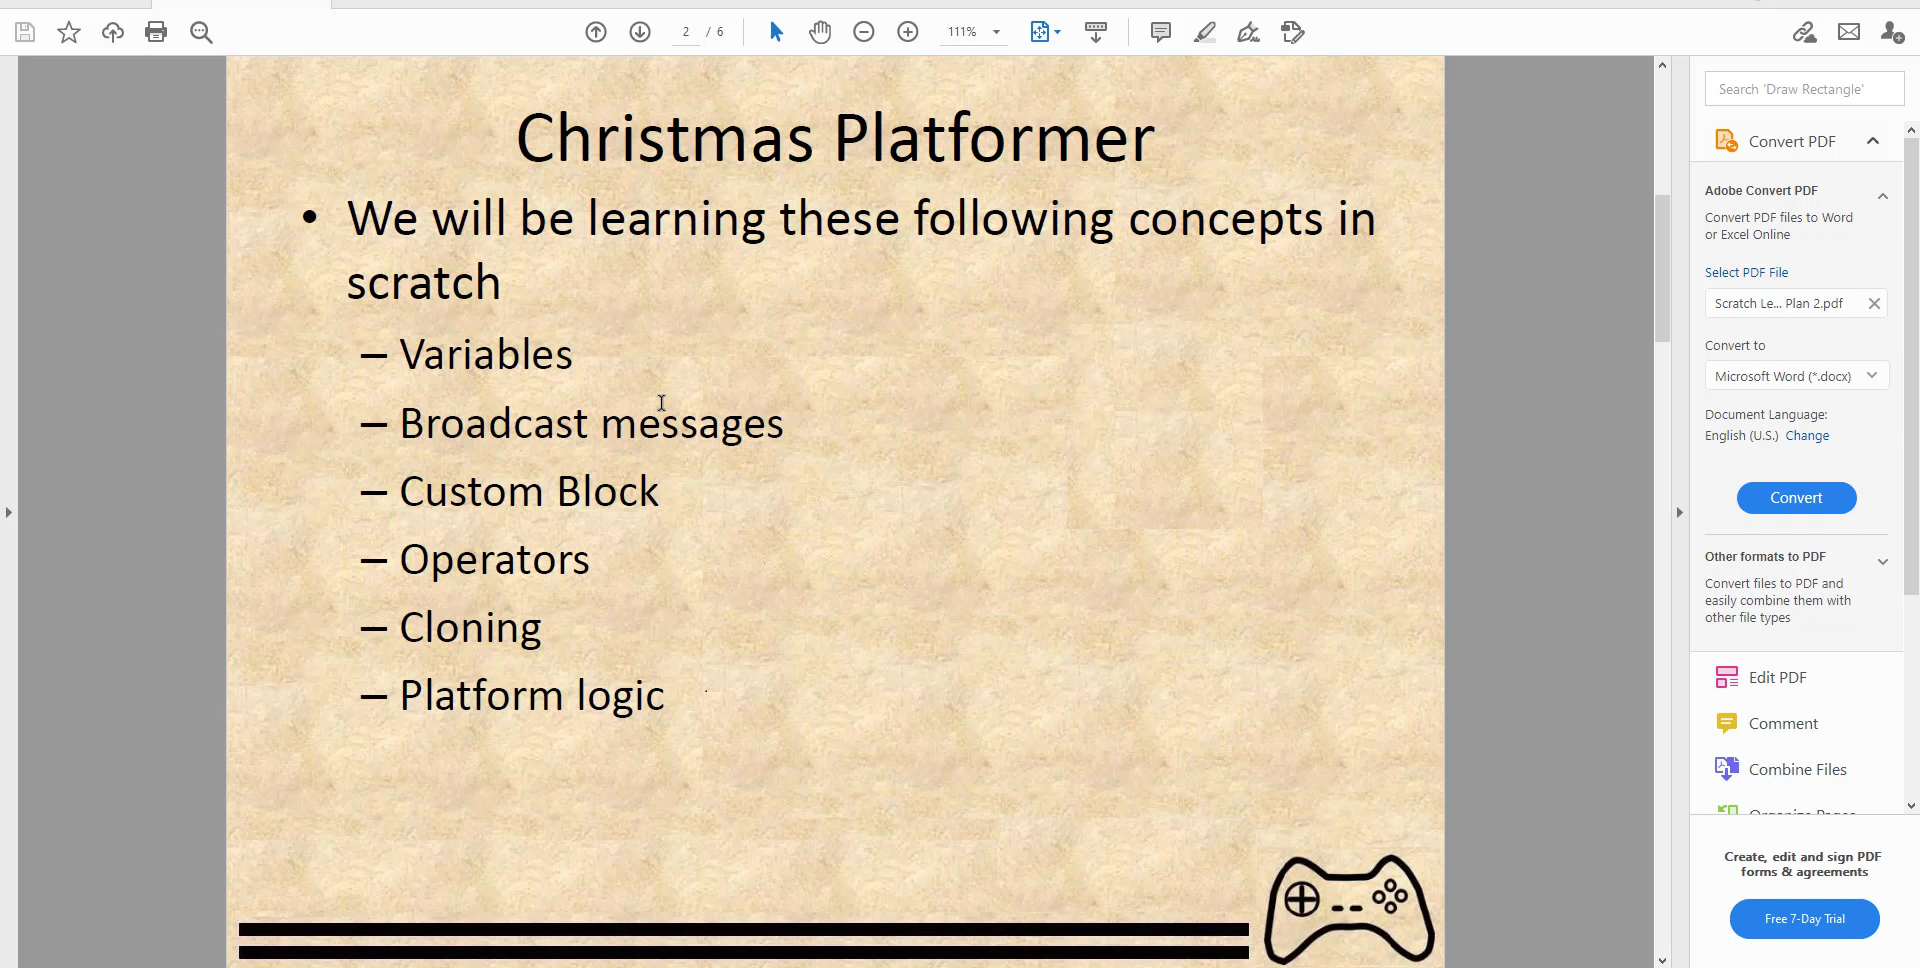 2 / 6
111%
Christmas Platformer
• We will be learning these following concepts in
scratch
– Variables
– Broadcast messages
– Custom Block
– Operators
– Cloning
– Platform logic
Search 'Draw Rectangle'
Convert PDF
Adobe Convert PDF
Convert PDF files to Word
or Excel Online
Select PDF File
Scratch Le... Plan 2.pdf
Convert to
Microsoft Word (*.docx)
Document Language:
English (U.S.) Change
Convert
Other formats to PDF
Convert files to PDF and
easily combine them with
other file types
Edit PDF
Comment
Combine Files
Organize Pages
Create, edit and sign PDF
forms & agreements
Free 7-Day Trial